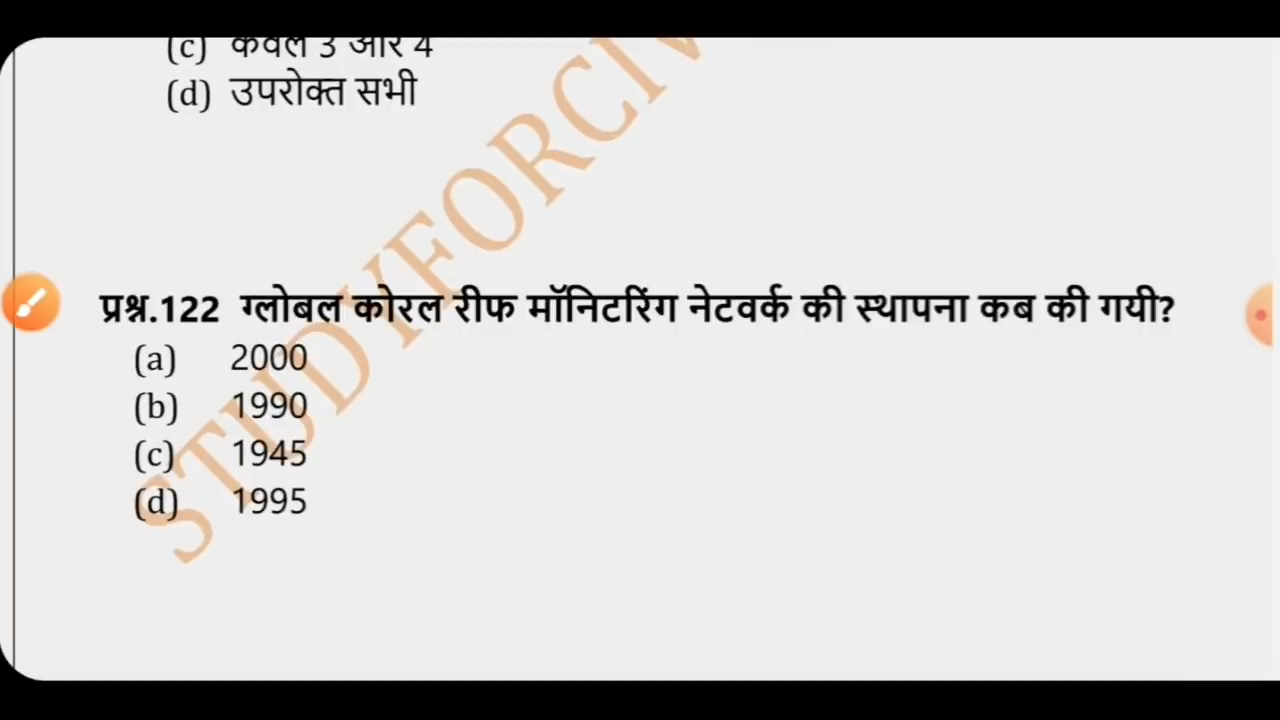 (c) केवल 3 और 4
(d) उपरोक्त सभी
STUDYFORCIV
प्रश्न.122 ग्लोबल कोरल रीफ मॉनिटरिंग नेटवर्क की स्थापना कब की गयी?
(a) 2000
(b) 1990
(c) 1945
(d) 1995